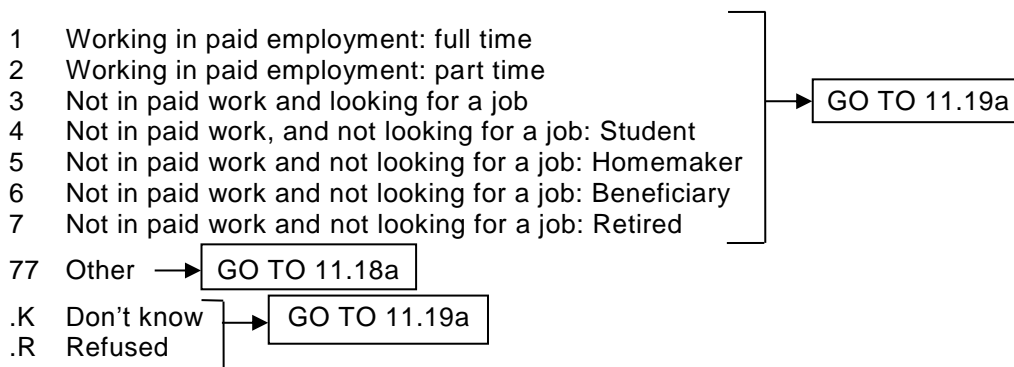 1 Working in paid employment: full time
2 Working in paid employment: part time
3 Not in paid work and looking for a job
GO TO 11.19a
4 Not in paid work, and not looking for a job: Student
5 Not in paid work and not looking for a job: Homemaker
6 Not in paid work and not looking for a job: Beneficiary
7 Not in paid work and not looking for a job: Retired
77 Other GO TO 11.18a
.K Don’t know GO TO 11.19a
.R Refused